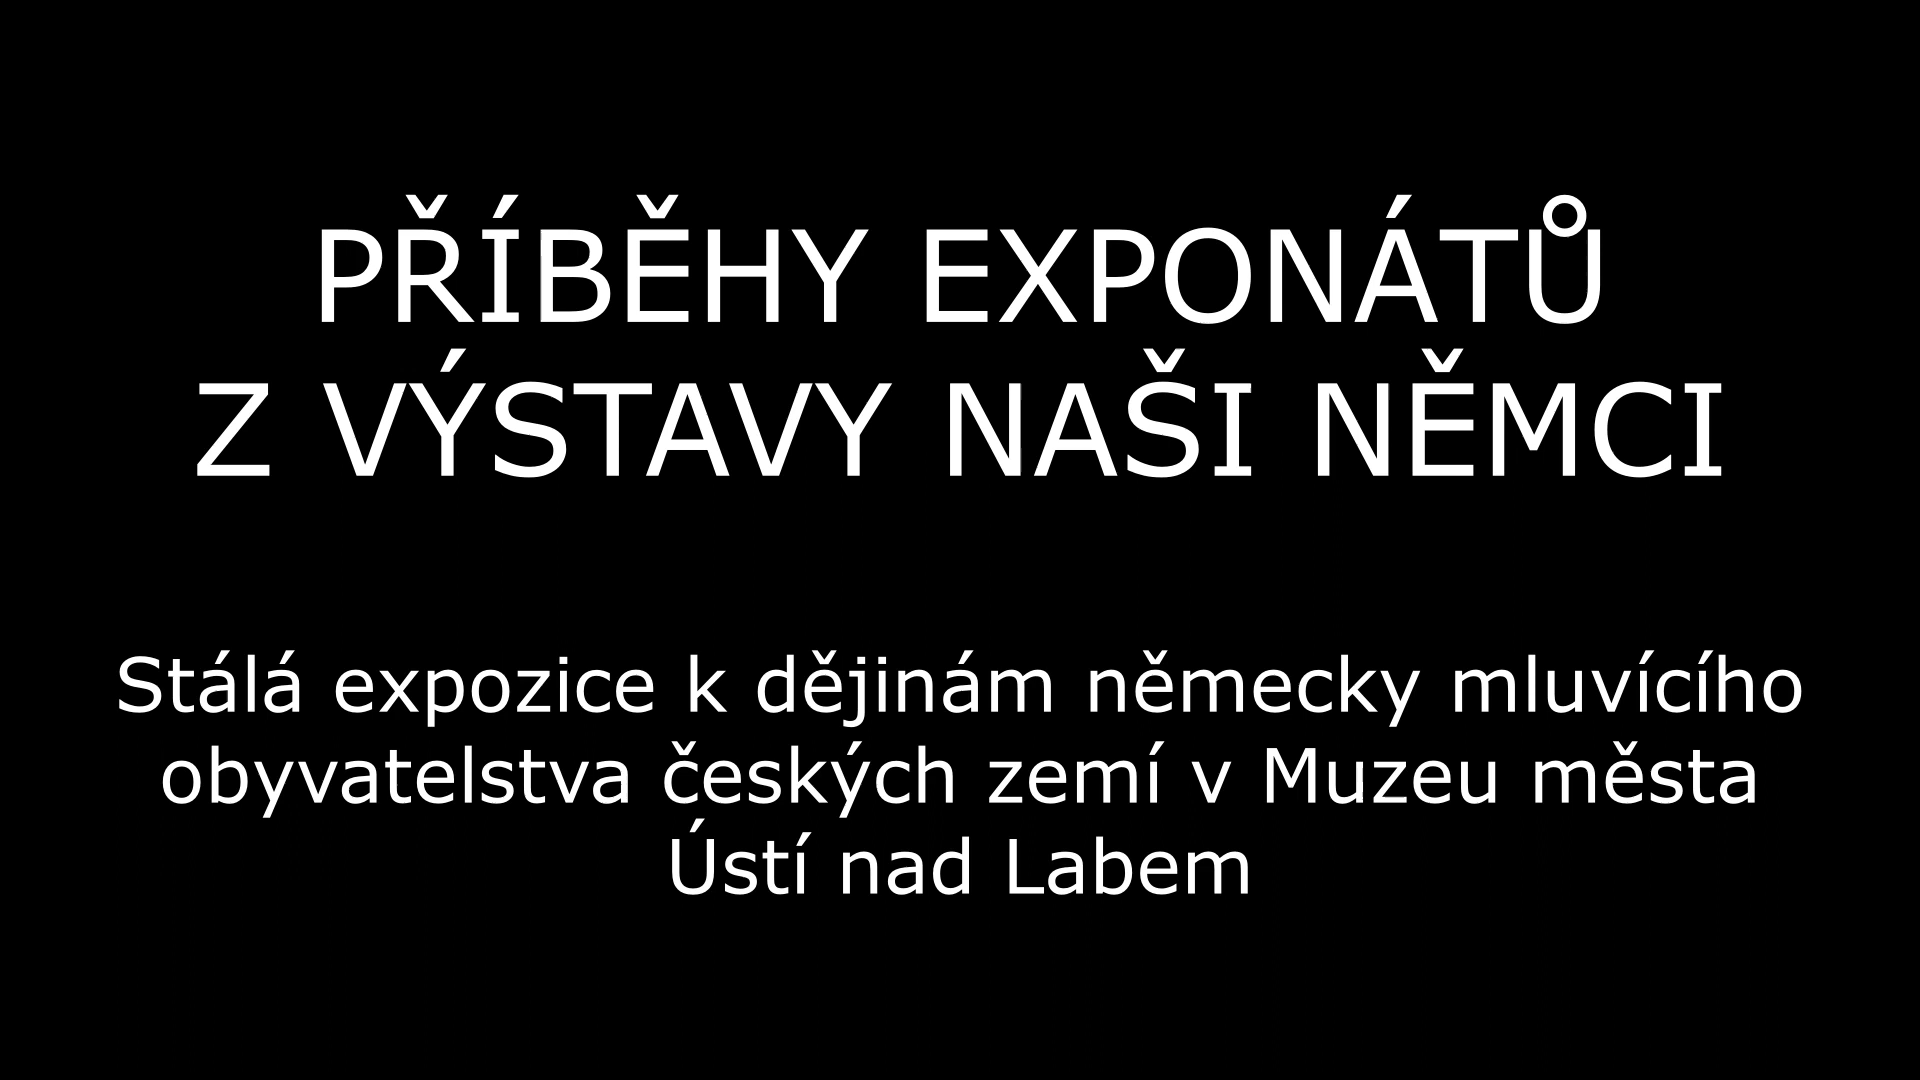 PŘÍBĚHY EXPONÁTŮ
Z VÝSTAVY NAŠI NĚMCI
Stálá expozice k dějinám německy mluvícího
obyvatelstva českých zemí v Muzeu města
Ústí nad Labem